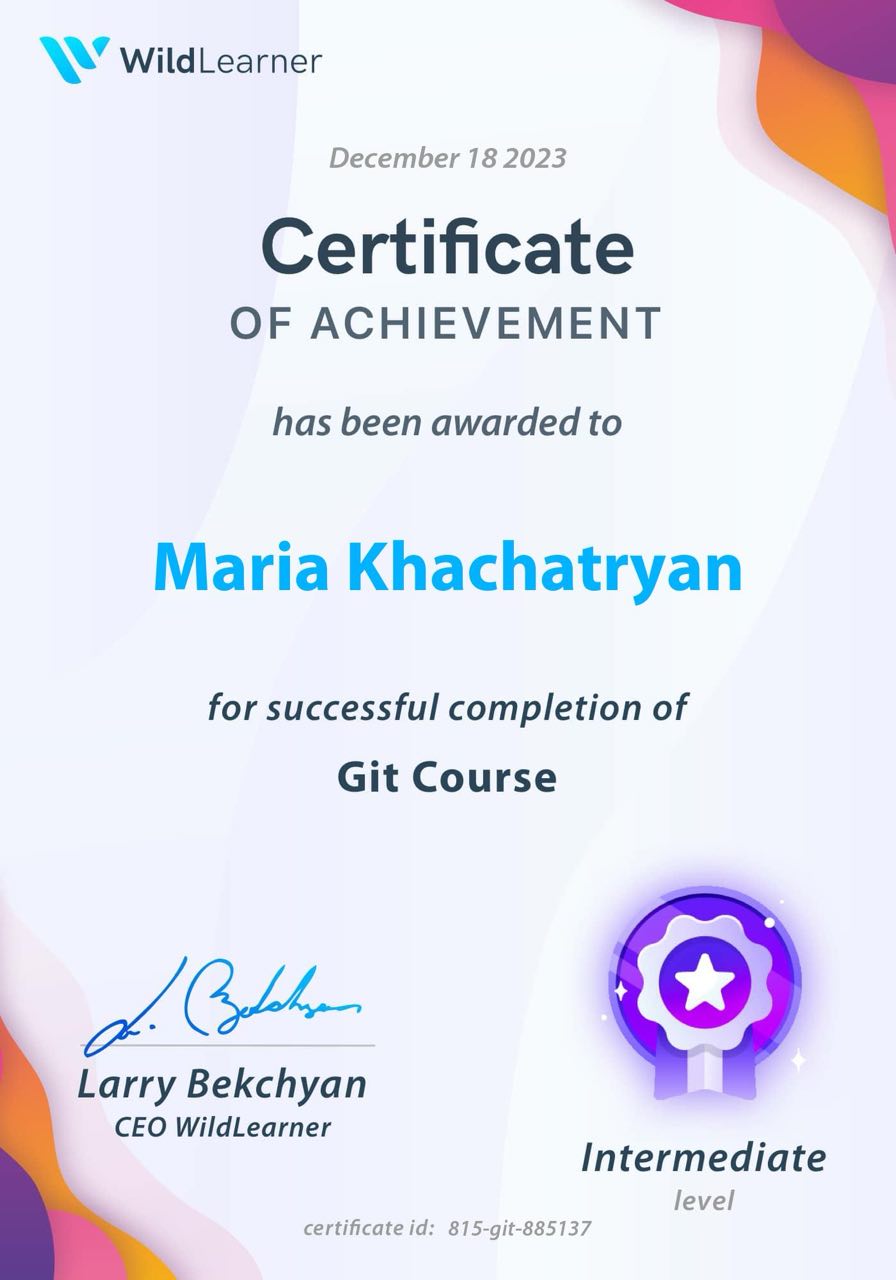 WildLearner
December 18 2023
Certificate
OF ACHIEVEMENT
has been awarded to
Maria Khachatryan
for successful completion of
Git Course
L. Bekchyan
Larry Bekchyan
CEO WildLearner
Intermediate
level
certificate id: 815-git-885137